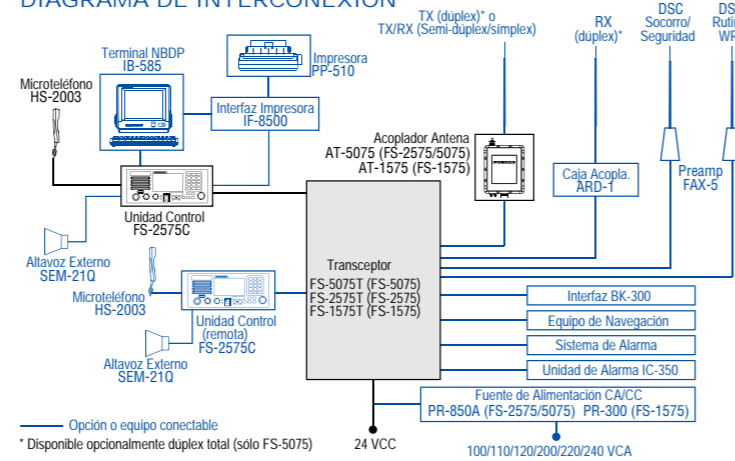 DIAGRAMA DE INTERCONEXIÓN
TX (dúplex)* o
TX/RX (Semi-dúplex/símplex)
RX
(dúplex)*
DSC
Socorro/
Seguridad
Terminal NBDP
IB-585
Impresora
PP-510
Microteléfono
HS-2003
Interfaz Impresora
IF-8500
Acoplador Antena
AT-5075 (FS-2575/5075)
AT-1575 (FS-1575)
Caja Acopla.
ARD-1
Preamp
FAX-5
Unidad Control
FS-2575C
Altavoz Externo
SEM-21Q
Transceptor
FS-5075T (FS-5075)
FS-2575T (FS-2575)
FS-1575T (FS-1575)
Microteléfono
HS-2003
Unidad Control
(remota)
FS-2575C
Altavoz Externo
SEM-21Q
Interfaz BK-300
Equipo de Navegación
Sistema de Alarma
Unidad de Alarma IC-350
Fuente de Alimentación CA/CC
PR-850A (FS-2575/5075) PR-300 (FS-1575)
Opción o equipo conectable
* Disponible opcionalmente dúplex total (sólo FS-5075)
24 VCC
100/110/120/200/220/240 VCA